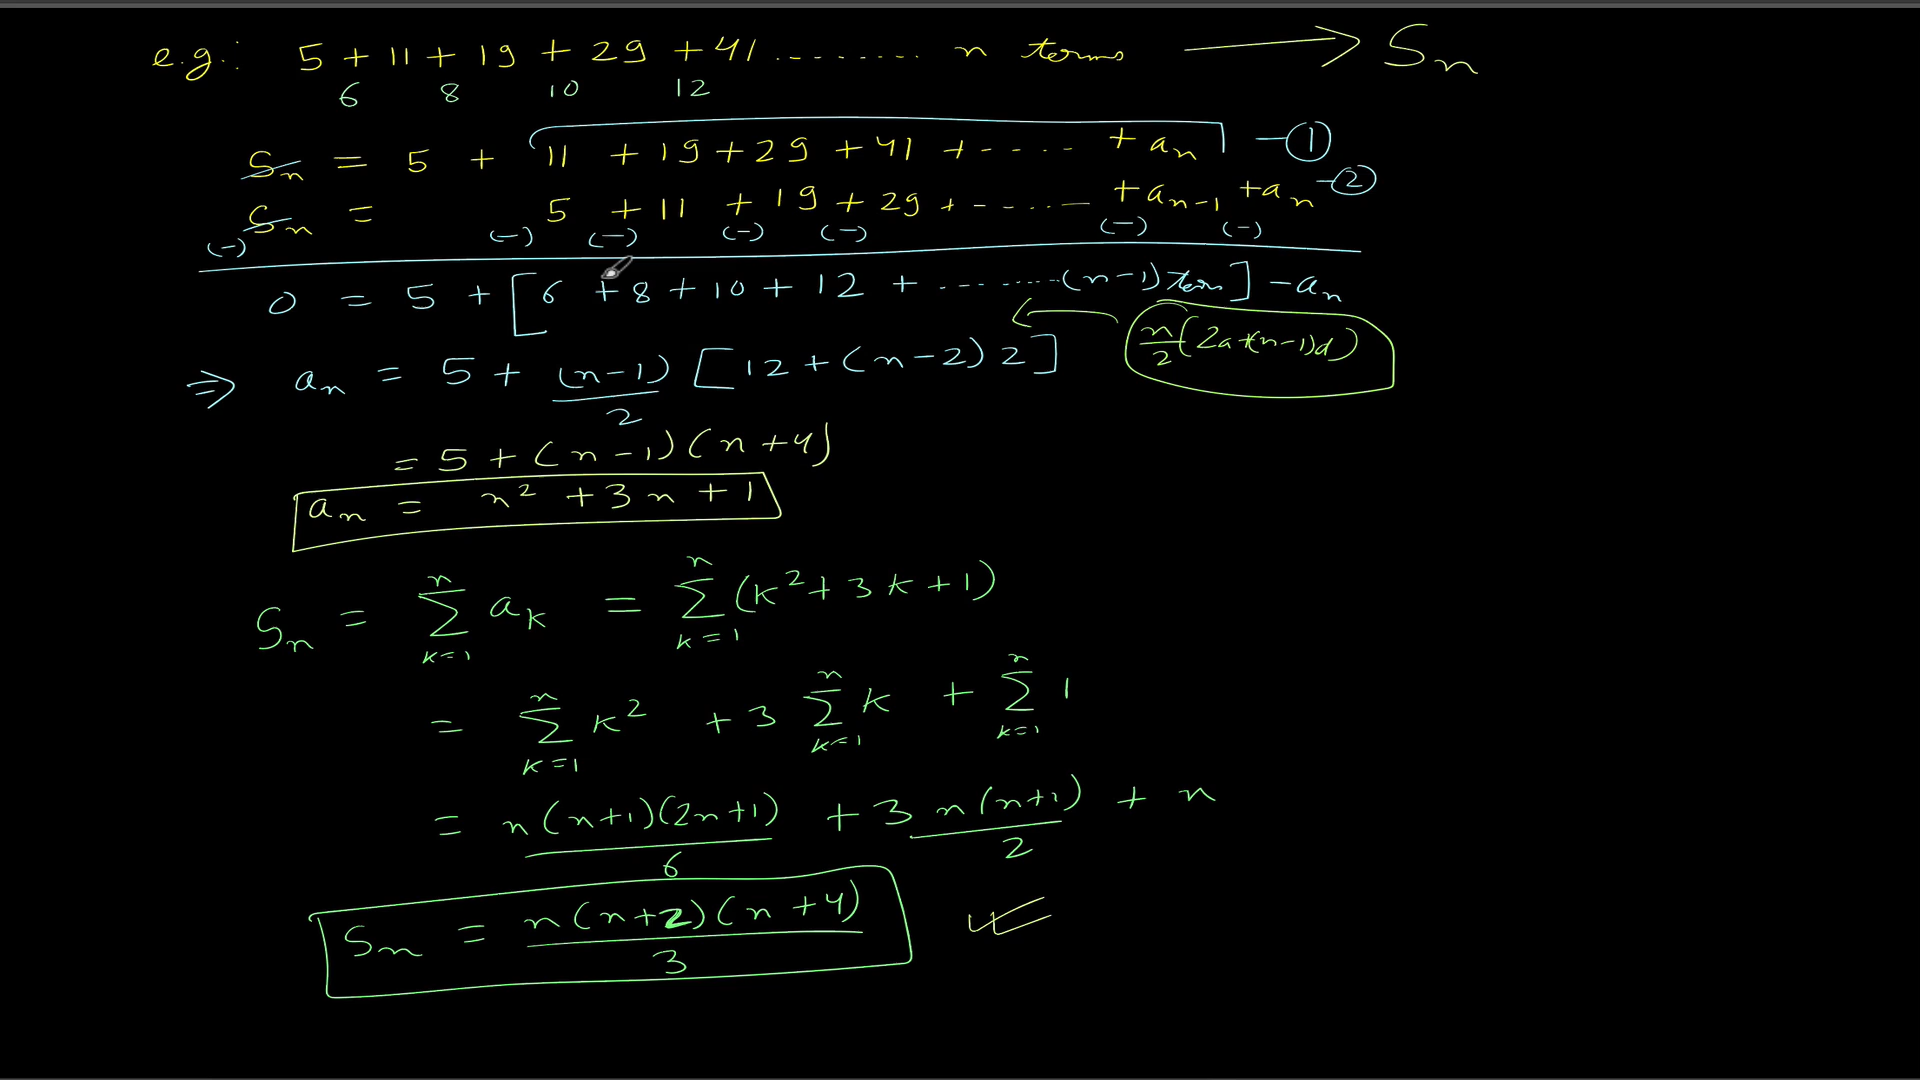 e.g.: 5 + 11 + 19 + 29 + 41 ........ n terms ⟶ Sn
6 8 10 12
Sn = 5 + 11 + 19 + 29 + 41 + .... + an - ①
Sn = 5 + 11 + 19 + 29 + ....... + an-1 + an - ②
(-) (-) (-) (-) (-) (-) (-)
0 = 5 + [6 + 8 + 10 + 12 + ........ (n-1) term] - an
n/2 (2a+(n-1)d)
⇒ an = 5 + (n-1)/2 [12 + (n-2) 2]
= 5 + (n-1)(n+4)
an = n² + 3n + 1
Sn = ∑_{k=1}^{n} ak = ∑_{k=1}^{n} (k² + 3k + 1)
= ∑_{k=1}^{n} k² + 3 ∑_{k=1}^{n} k + ∑_{k=1}^{n} 1
= n(n+1)(2n+1)/6 + 3 n(n+1)/2 + n
Sn = n(n+2)(n+4)/3